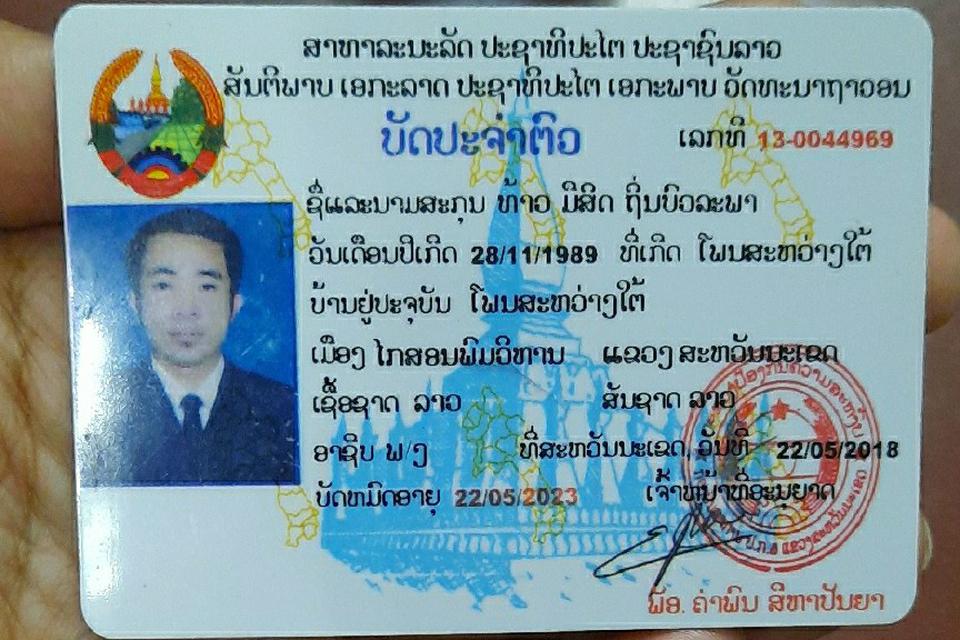 ສາທາລະນະລັດ ປະຊາທິປະໄຕ ປະຊາຊົນລາວ
ສັນຕິພາບ ເອກະລາດ ປະຊາທິປະໄຕ ເອກະພາບ ວັດທະນາຖາວອນ
ບັດປະຈຳຕົວ ເລກທີ 13-0044969
ຊື່ແລະນາມສະກຸນ ທ້າວ ມີສິດ ຖິ່ນບົວລະພາ
ວັນເດືອນປີເກີດ 28/11/1989 ທີ່ເກີດ ໂພນສະຫວ່າງໃຕ້
ບ້ານຢູ່ປະຈຸບັນ ໂພນສະຫວ່າງໃຕ້
ເມືອງ ໄກສອນພົມວິຫານ ແຂວງ ສະຫວັນນະເຂດ
ເຊື້ອຊາດ ລາວ ສັນຊາດ ລາວ
ອາຊີບ ພ/ງ ທີ່ສະຫວັນນະເຂດ, ວັນທີ 22/05/2018
ບັດຫມົດອາຍຸ 22/05/2023 ເຈົ້າຫນ້າທີ່ອະນຸຍາດ
ພັອ. ຄຳພົນ ສີຫາປັນຍາ